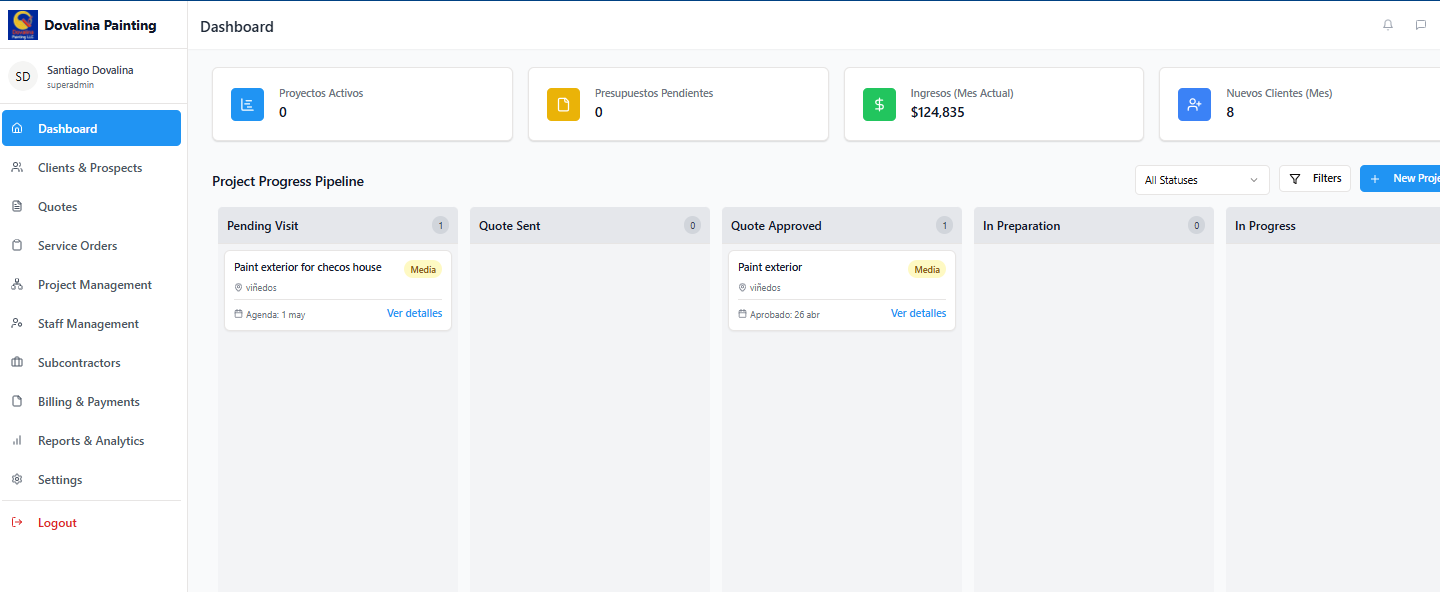 Dovalina Painting
Dashboard
Santiago Dovalina
SD
superadmin
Dashboard
Clients & Prospects
Quotes
Service Orders
Project Management
Staff Management
Subcontractors
Billing & Payments
Reports & Analytics
Settings
Logout
Proyectos Activos
0
Presupuestos Pendientes
0
Ingresos (Mes Actual)
$124,835
Nuevos Clientes (Mes)
8
Project Progress Pipeline
All Statuses
Filters
+ New Proje
Pending Visit 1
Paint exterior for checos house Media
viñedos
Agenda: 1 may Ver detalles
Quote Sent 0
Quote Approved 1
Paint exterior Media
viñedos
Aprobado: 26 abr Ver detalles
In Preparation 0
In Progress